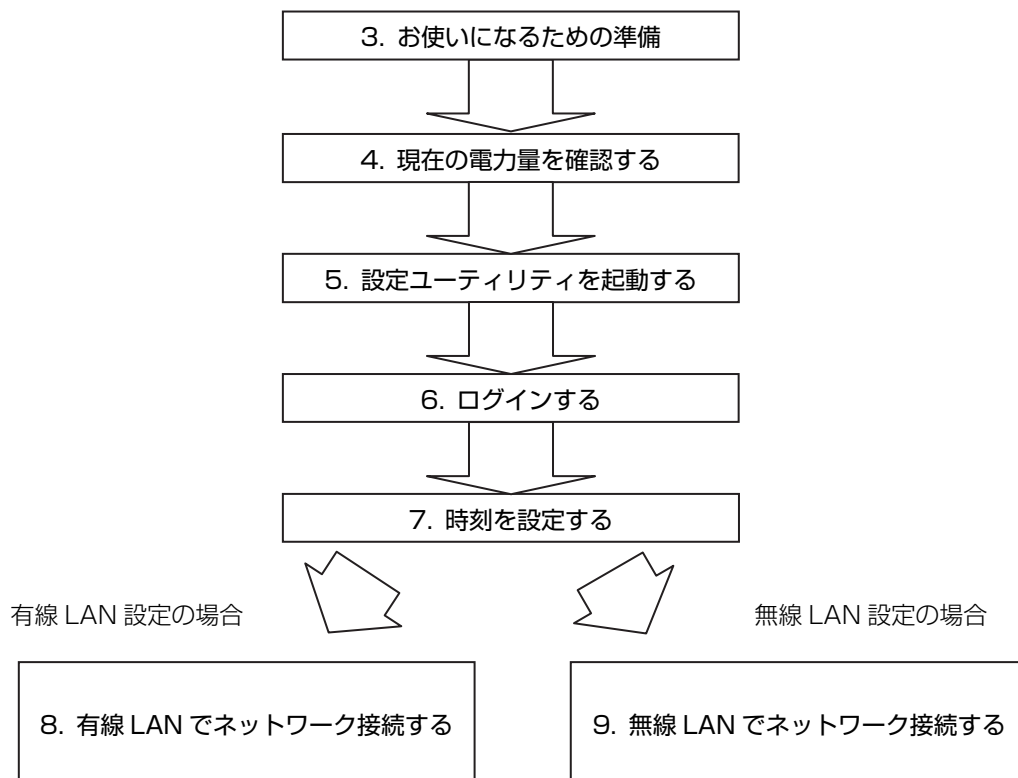 3. お使いになるための準備
4. 現在の電力量を確認する
5. 設定ユーティリティを起動する
6. ログインする
7. 時刻を設定する
有線 LAN 設定の場合
無線 LAN 設定の場合
8. 有線 LAN でネットワーク接続する
9. 無線 LAN でネットワーク接続する